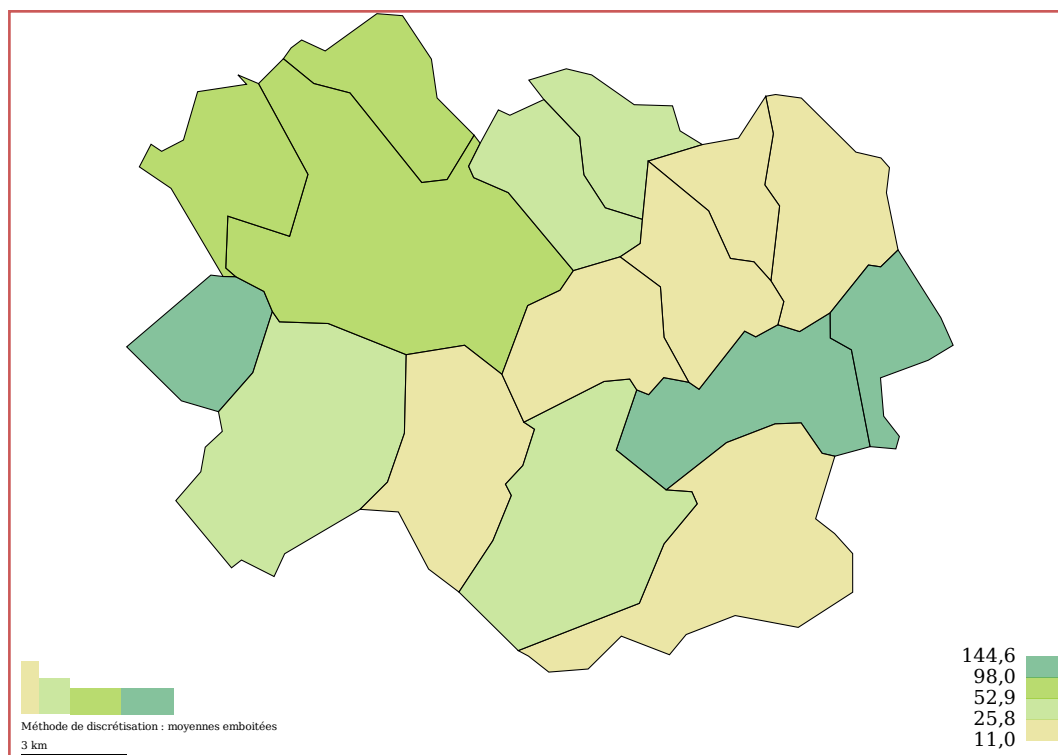 Méthode de discrétisation : moyennes emboitées
3 km
144,6
98,0
52,9
25,8
11,0